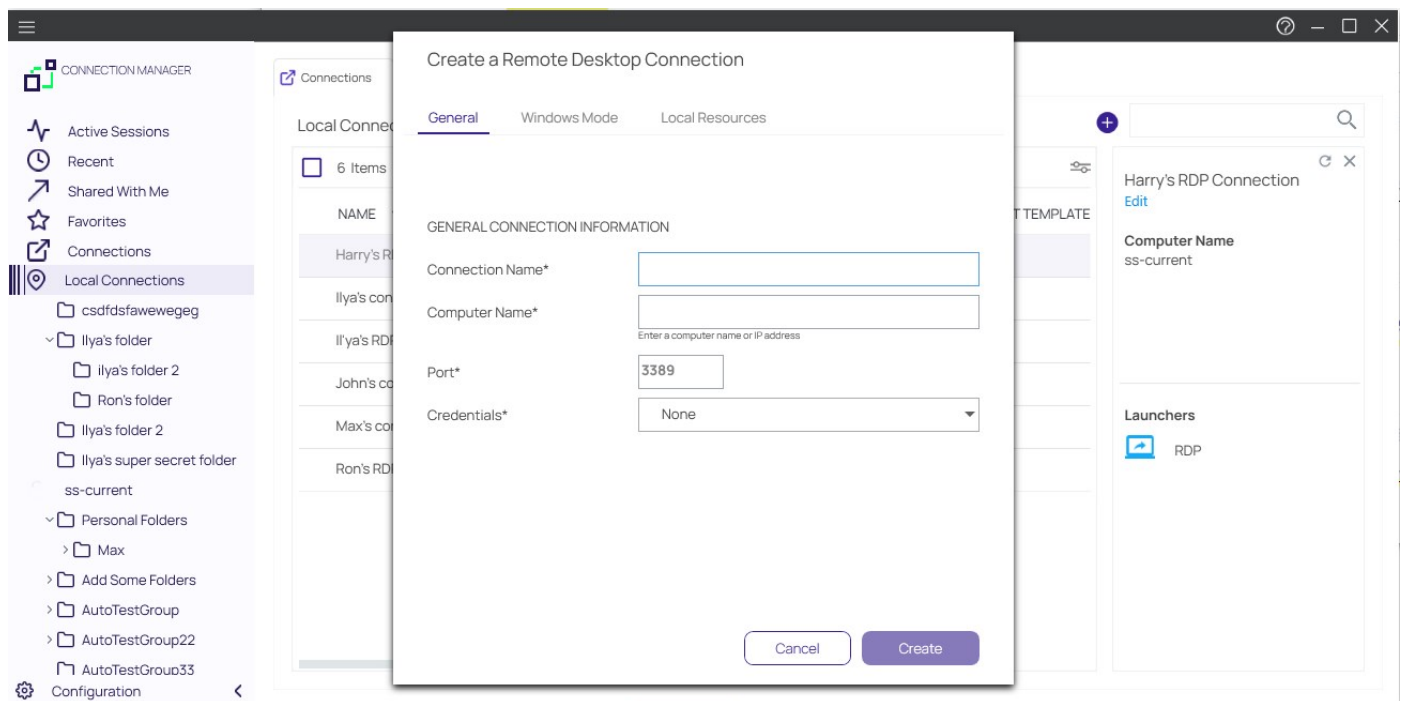 CONNECTION MANAGER
Active Sessions
Recent
Shared With Me
Favorites
Connections
Local Connections
csdfdsfawewegeg
Ilya's folder
ilya's folder 2
Ron's folder
Ilya's folder 2
Ilya's super secret folder
ss-current
Personal Folders
Max
Add Some Folders
AutoTestGroup
AutoTestGroup22
AutoTestGroup33
Configuration
Connections
Local Connec
6 Items
NAME
T TEMPLATE
Harry's R
Ilya's con
Il'ya's RDP
John's co
Max's con
Ron's RD
Create a Remote Desktop Connection
General Windows Mode Local Resources
GENERAL CONNECTION INFORMATION
Connection Name*
Computer Name*
Enter a computer name or IP address
Port* 3389
Credentials* None
Cancel Create
Harry's RDP Connection
Edit
Computer Name
ss-current
Launchers
RDP